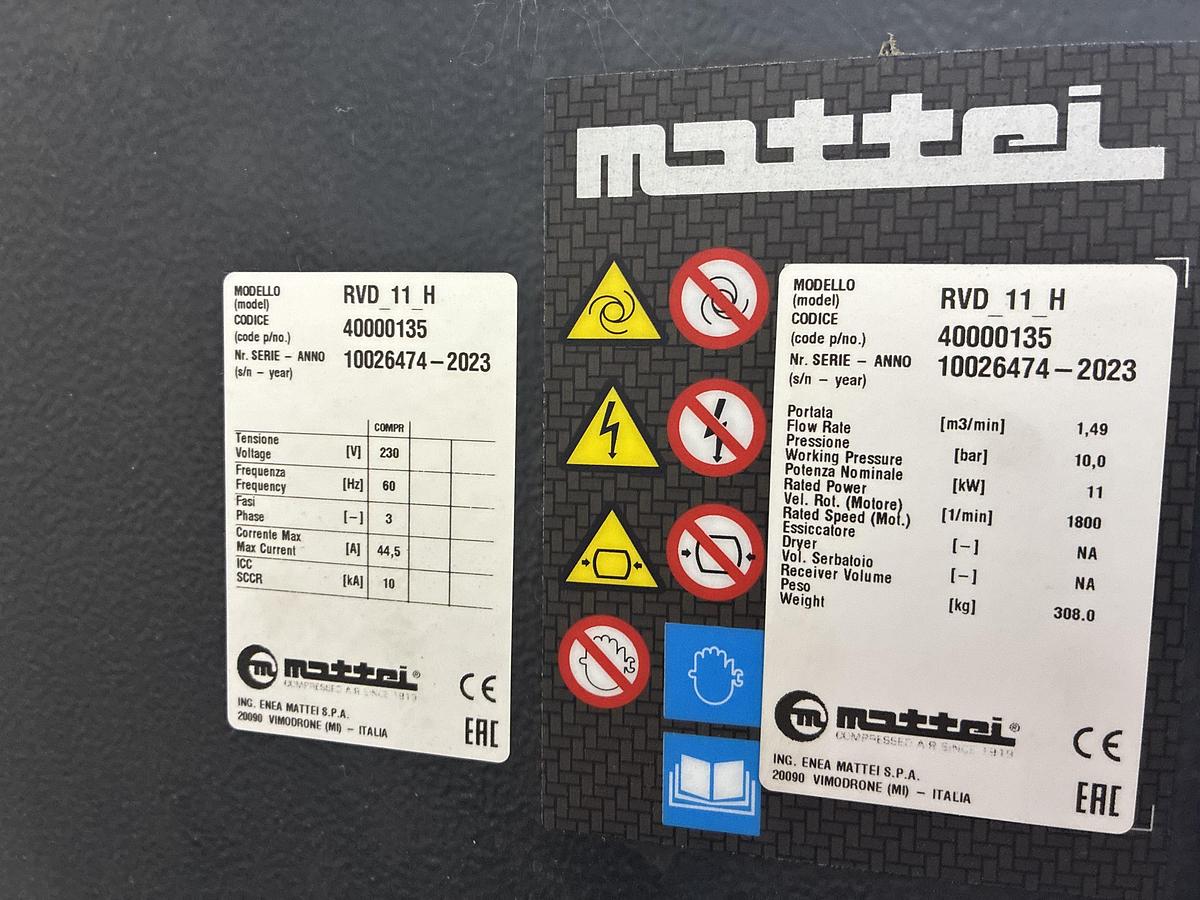 MODELLO RVD_11_H
(model)
CODICE 40000135
(code p/no.)
Nr. SERIE – ANNO 10026474–2023
(s/n – year)
COMPR
Tensione
Voltage [V] 230
Frequenza
Frequency [Hz] 60
Fasi
Phase [–] 3
Corrente Max
Max Current [A] 44,5
ICC
SCCR [kA] 10
m mattei®
COMPRESSED AIR SINCE 1919
CE
ING. ENEA MATTEI S.P.A.
20090 VIMODRONE (MI) – ITALIA
EAC
mattei
MODELLO RVD_11_H
(model)
CODICE 40000135
(code p/no.)
Nr. SERIE – ANNO 10026474–2023
(s/n – year)
Portata
Flow Rate [m3/min] 1,49
Pressione
Working Pressure [bar] 10,0
Potenza Nominale
Rated Power [kW] 11
Vel. Rot. (Motore)
Rated Speed (Mot.) [1/min] 1800
Essiccatore
Dryer [–] NA
Vol. Serbatoio
Receiver Volume [–] NA
Peso
Weight [kg] 308.0
m mattei®
COMPRESSED AIR SINCE 1919
CE
ING. ENEA MATTEI S.P.A.
20090 VIMODRONE (MI) – ITALIA
EAC